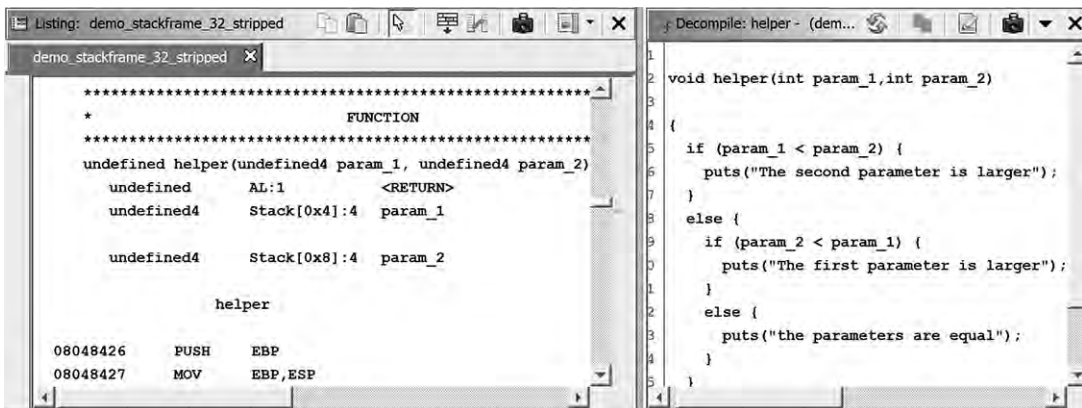 Listing: demo_stackframe_32_stripped
demo_stackframe_32_stripped
************************************************************
* FUNCTION
************************************************************
undefined helper(undefined4 param_1, undefined4 param_2)
undefined AL:1 <RETURN>
undefined4 Stack[0x4]:4 param_1
undefined4 Stack[0x8]:4 param_2
helper
08048426 PUSH EBP
08048427 MOV EBP,ESP
Decompile: helper - (dem...
1
2 void helper(int param_1,int param_2)
3
4 {
5 if (param_1 < param_2) {
6 puts("The second parameter is larger");
7 }
8 else {
9 if (param_2 < param_1) {
0 puts("The first parameter is larger");
1 }
2 else {
3 puts("the parameters are equal");
4 }
5 }